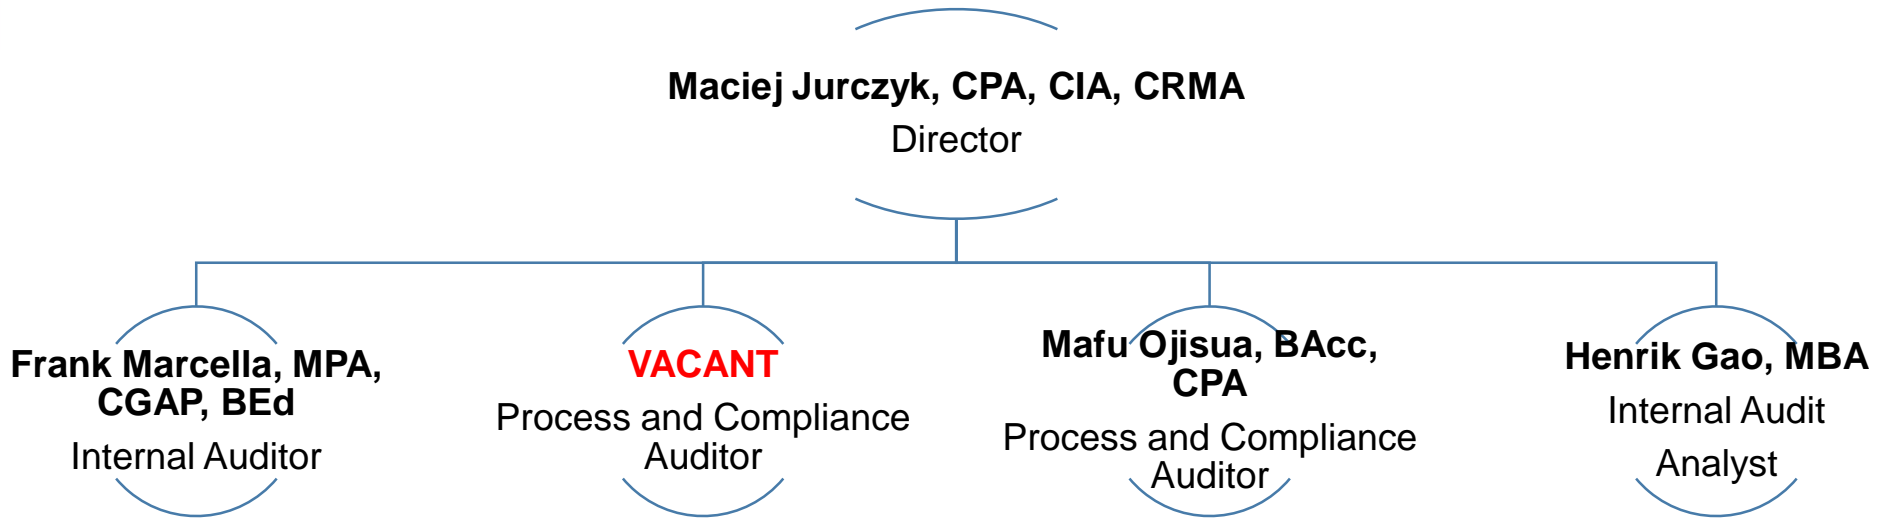 Maciej Jurczyk, CPA, CIA, CRMA
Director
Frank Marcella, MPA,
CGAP, BEd
Internal Auditor
VACANT
Process and Compliance
Auditor
Mafu Ojisua, BAcc,
CPA
Process and Compliance
Auditor
Henrik Gao, MBA
Internal Audit
Analyst